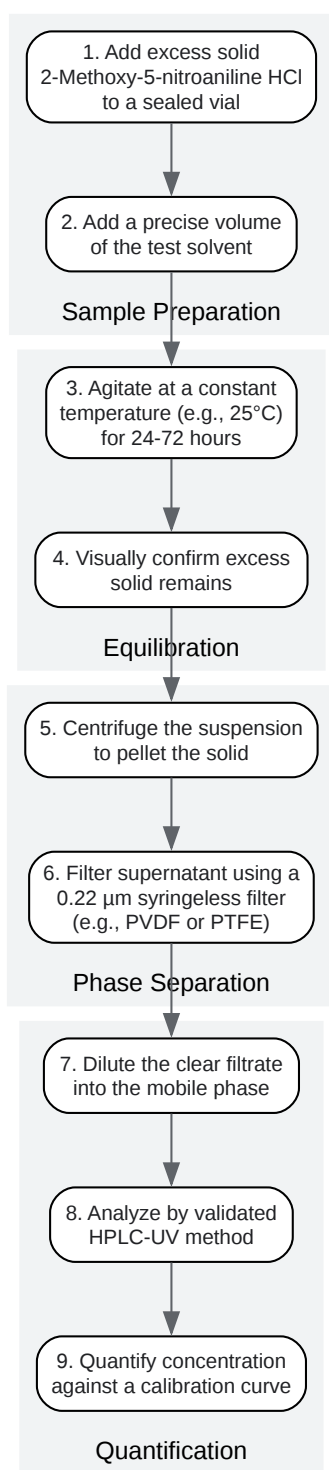 1. Add excess solid
2-Methoxy-5-nitroaniline HCl
to a sealed vial
2. Add a precise volume
of the test solvent
Sample Preparation
3. Agitate at a constant
temperature (e.g., 25°C)
for 24-72 hours
4. Visually confirm excess
solid remains
Equilibration
5. Centrifuge the suspension
to pellet the solid
6. Filter supernatant using a
0.22 µm syringeless filter
(e.g., PVDF or PTFE)
Phase Separation
7. Dilute the clear filtrate
into the mobile phase
8. Analyze by validated
HPLC-UV method
9. Quantify concentration
against a calibration curve
Quantification